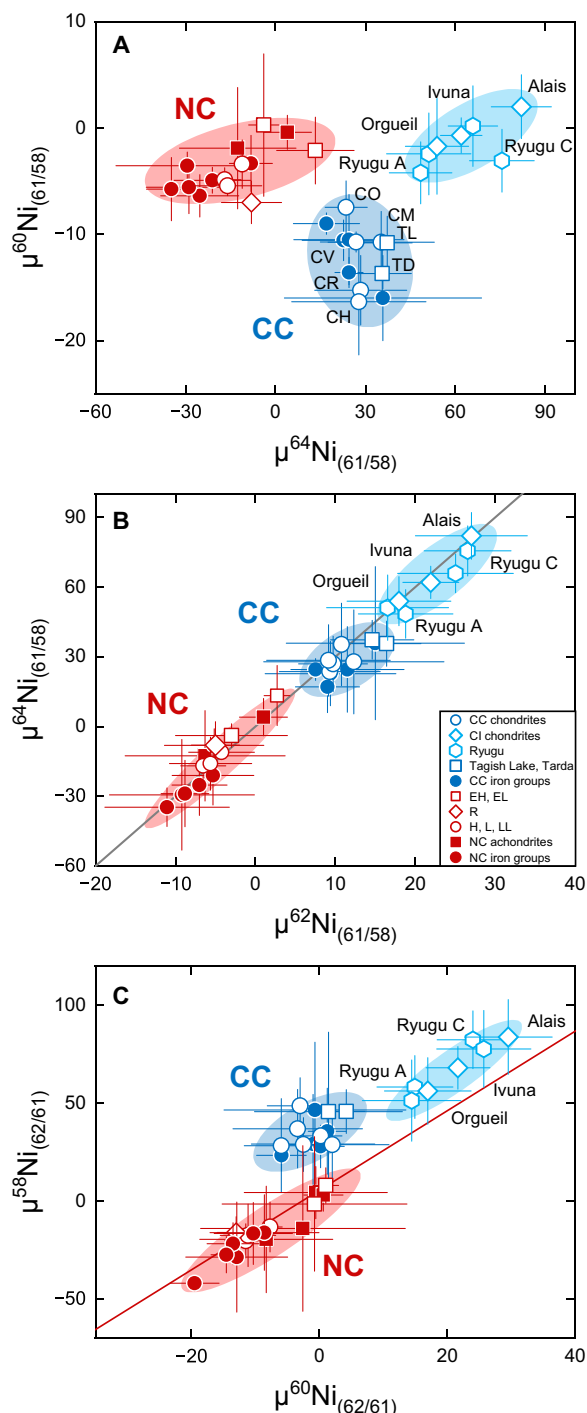 A
10
0
−10
−20
μ⁶⁰Ni(61/58)
NC
Ivuna
Alais
Orgueil
Ryugu A
Ryugu C
CO
CM
TL
CV
TD
CR
CH
CC
−60
−30
0
30
60
90
μ⁶⁴Ni(61/58)
B
90
60
30
0
−30
−60
μ⁶⁴Ni(61/58)
Alais
Ivuna
Orgueil
Ryugu C
CC
Ryugu A
NC
CC chondrites
CI chondrites
Ryugu
Tagish Lake, Tarda
CC iron groups
EH, EL
R
H, L, LL
NC achondrites
NC iron groups
−20
−10
0
10
20
30
40
μ⁶²Ni(61/58)
C
100
50
0
−50
μ⁵⁸Ni(62/61)
Ryugu C
Alais
Ryugu A
CC
Ivuna
Orgueil
NC
−20
0
20
40
μ⁶⁰Ni(62/61)